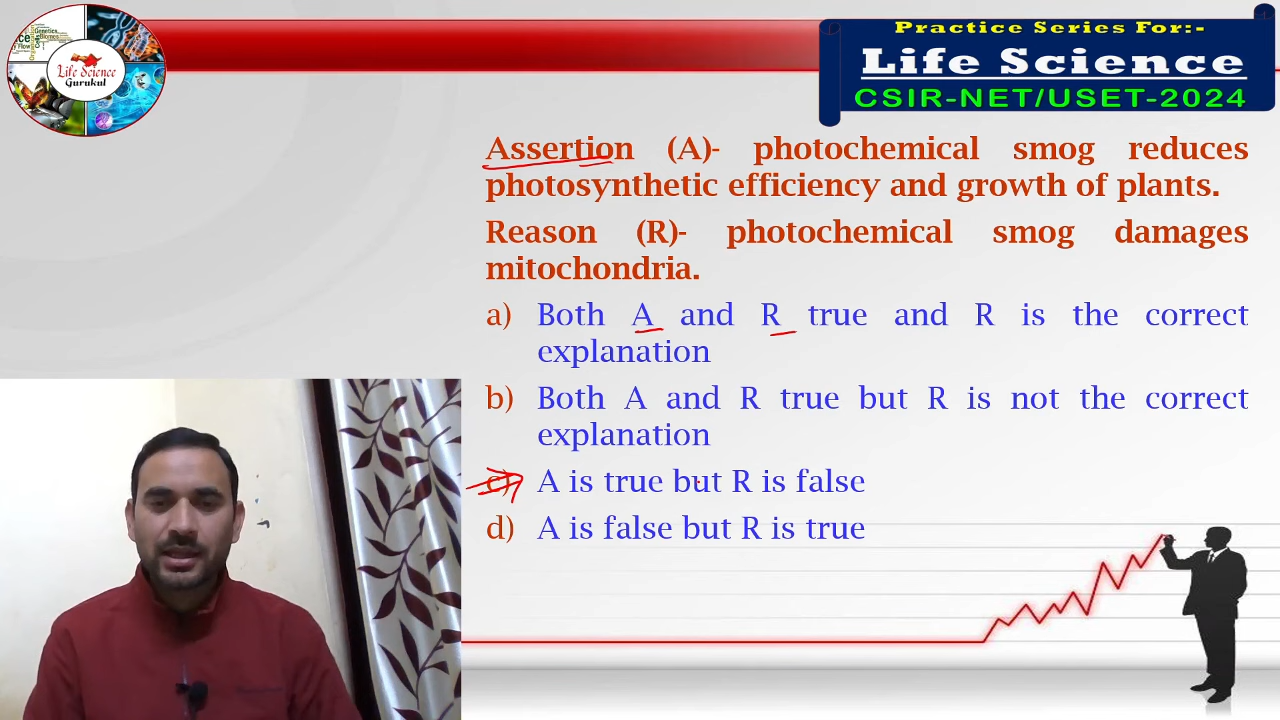 Practice Series For:-
Life Science
CSIR-NET/USET-2024
Life Science
Gurukul
Assertion (A)- photochemical smog reduces
photosynthetic efficiency and growth of plants.
Reason (R)- photochemical smog damages
mitochondria.
a) Both A and R true and R is the correct
explanation
b) Both A and R true but R is not the correct
explanation
c) A is true but R is false
d) A is false but R is true